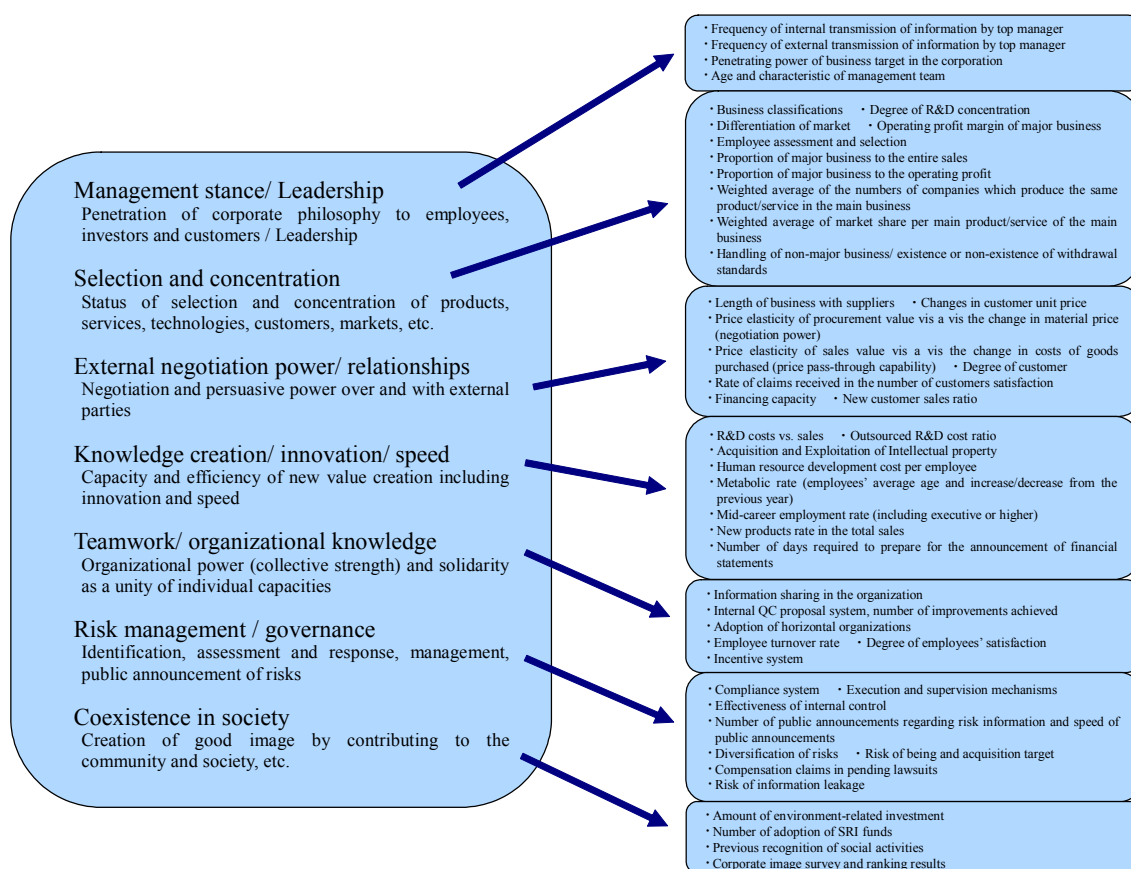 Management stance/ Leadership
Penetration of corporate philosophy to employees,
investors and customers / Leadership
Selection and concentration
Status of selection and concentration of products,
services, technologies, customers, markets, etc.
External negotiation power/ relationships
Negotiation and persuasive power over and with external
parties
Knowledge creation/ innovation/ speed
Capacity and efficiency of new value creation including
innovation and speed
Teamwork/ organizational knowledge
Organizational power (collective strength) and solidarity
as a unity of individual capacities
Risk management / governance
Identification, assessment and response, management,
public announcement of risks
Coexistence in society
Creation of good image by contributing to the
community and society, etc.
・Frequency of internal transmission of information by top manager
・Frequency of external transmission of information by top manager
・Penetrating power of business target in the corporation
・Age and characteristic of management team
・Business classifications ・Degree of R&D concentration
・Differentiation of market ・Operating profit margin of major business
・Employee assessment and selection
・Proportion of major business to the entire sales
・Proportion of major business to the operating profit
・Weighted average of the numbers of companies which produce the same
product/service in the main business
・Weighted average of market share per main product/service of the main
business
・Handling of non-major business/ existence or non-existence of withdrawal
standards
・Length of business with suppliers ・Changes in customer unit price
・Price elasticity of procurement value vis a vis the change in material price
(negotiation power)
・Price elasticity of sales value vis a vis the change in costs of goods
purchased (price pass-through capability) ・Degree of customer
・Rate of claims received in the number of customers satisfaction
・Financing capacity ・New customer sales ratio
・R&D costs vs. sales ・Outsourced R&D cost ratio
・Acquisition and Exploitation of Intellectual property
・Human resource development cost per employee
・Metabolic rate (employees’ average age and increase/decrease from the
previous year)
・Mid-career employment rate (including executive or higher)
・New products rate in the total sales
・Number of days required to prepare for the announcement of financial
statements
・Information sharing in the organization
・Internal QC proposal system, number of improvements achieved
・Adoption of horizontal organizations
・Employee turnover rate ・Degree of employees’ satisfaction
・Incentive system
・Compliance system ・Execution and supervision mechanisms
・Effectiveness of internal control
・Number of public announcements regarding risk information and speed of
public announcements
・Diversification of risks ・Risk of being and acquisition target
・Compensation claims in pending lawsuits
・Risk of information leakage
・Amount of environment-related investment
・Number of adoption of SRI funds
・Previous recognition of social activities
・Corporate image survey and ranking results